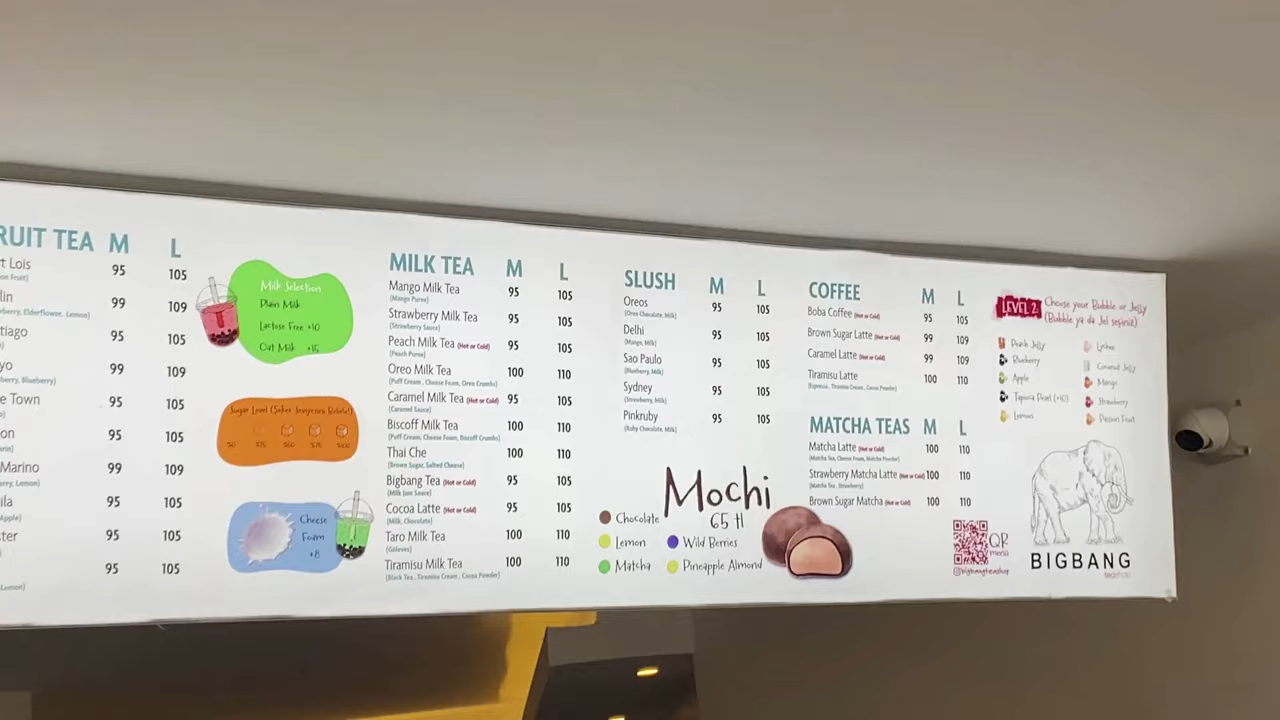 RUIT TEA M L
t Lois 95 105
lin 99 109
berry, Elderflower, Lemon)
tiago 95 105
yo 99 109
berry, Blueberry)
e Town 95 105
on 95 105
Marino 99 109
erry, Lemon)
ila 95 105
Apple)
ster 95 105
95 105
Lemon)
Milk Selection
Plain Milk
Lactose Free +10
Oat Milk +15
Sugar Level
Cheese
Foam
+8
MILK TEA M L
Mango Milk Tea 95 105
(Mango Puree)
Strawberry Milk Tea 95 105
(Strawberry Sauce)
Peach Milk Tea (Hot or Cold) 95 105
(Peach Puree)
Oreo Milk Tea 100 110
(Puff Cream, Cheese Foam, Oreo Crumbs)
Caramel Milk Tea (Hot or Cold) 95 105
(Caramel Sauce)
Biscoff Milk Tea 100 110
(Puff Cream, Cheese Foam, Biscoff Crumbs)
Thai Che 100 110
(Brown Sugar, Salted Cheese)
Bigbang Tea (Hot or Cold) 95 105
(Milk Jam Sauce)
Cocoa Latte (Hot or Cold) 95 105
(Milk, Chocolate)
Taro Milk Tea 100 110
Tiramisu Milk Tea 100 110
(Black Tea, Tiramisu Cream, Cocoa Powder)
SLUSH M L
Oreos 95 105
(Oreo Chocolate, Milk)
Delhi 95 105
(Mango, Milk)
Sao Paulo 95 105
(Blueberry, Milk)
Sydney 95 105
(Strawberry, Milk)
Pinkruby 95 105
(Ruby Chocolate, Milk)
Mochi
65 tl
Chocolate
Lemon
Wild Berries
Matcha
Pineapple Almond
COFFEE M L
Boba Coffee (Hot or Cold) 95 105
Brown Sugar Latte (Hot or Cold) 99 109
Caramel Latte (Hot or Cold) 99 109
Tiramisu Latte 100 110
(Espresso, Tiramisu Cream, Cocoa Powder)
MATCHA TEAS M L
Matcha Latte (Hot or Cold) 100 110
(Matcha Tea, Cheese Foam, Matcha Powder)
Strawberry Matcha Latte (Hot or Cold) 100 110
(Matcha Tea, Strawberry)
Brown Sugar Matcha (Hot or Cold) 100 110
LEVEL 2 Choose your Bubble or Jelly
(Bubble ya da Jel seçiniz)
Peach Jelly
Lychee
Blueberry
Coconut Jelly
Apple
Mango
Tapioca Pearl (+10)
Strawberry
Lemon
Passion Fruit
QR
menü
@bigbangteashop
BIGBANG